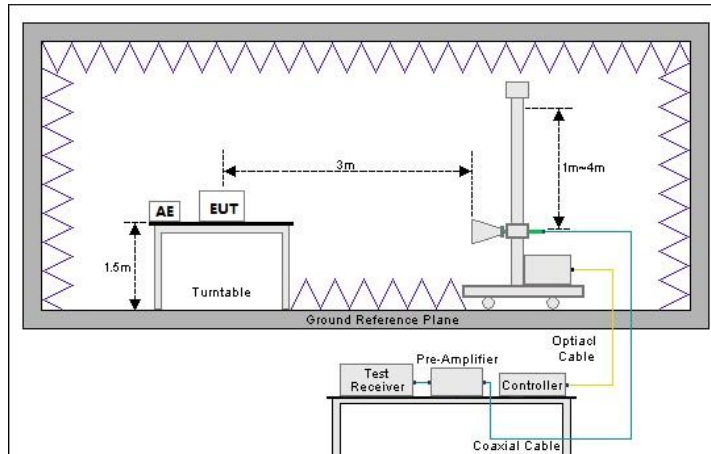 3m
1m~4m
AE
EUT
1.5m
Turntable
Ground Reference Plane
Optiacl
Cable
Pre-Amplifier
Test
Receiver
Controller
Coaxial Cable